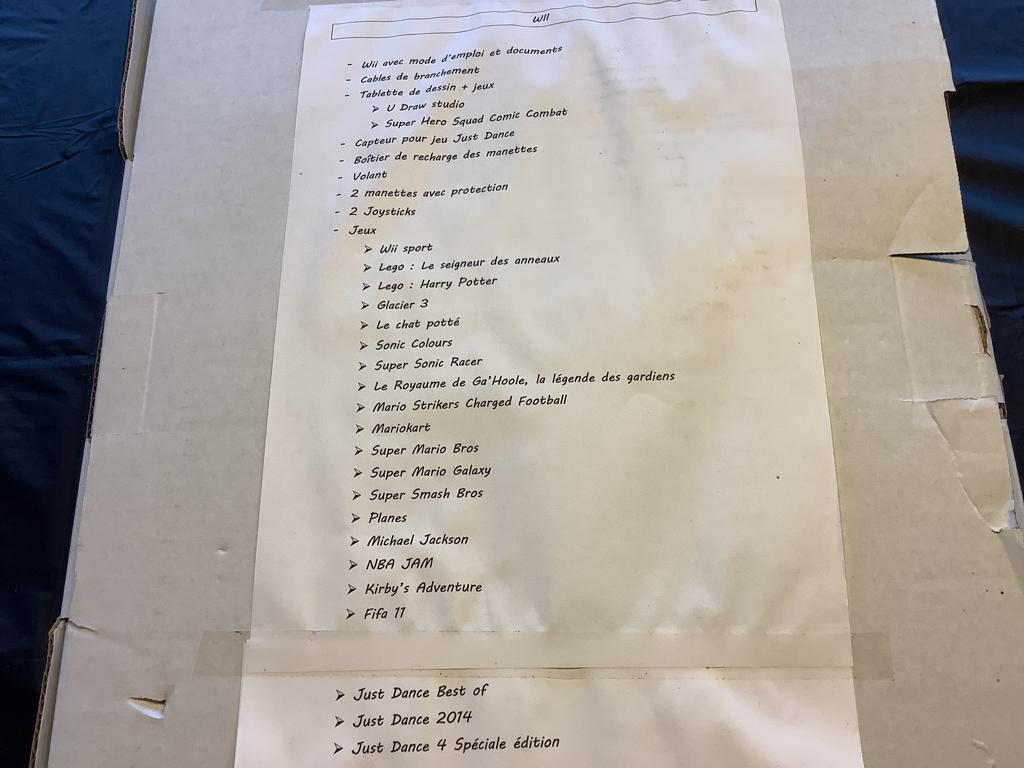 WII
- Wii avec mode d'emploi et documents
- Cables de branchement
- Tablette de dessin + jeux
➢ U Draw studio
➢ Super Hero Squad Comic Combat
- Capteur pour jeu Just Dance
- Boîtier de recharge des manettes
- Volant
- 2 manettes avec protection
- 2 Joysticks
- Jeux
➢ Wii sport
➢ Lego : Le seigneur des anneaux
➢ Lego : Harry Potter
➢ Glacier 3
➢ Le chat potté
➢ Sonic Colours
➢ Super Sonic Racer
➢ Le Royaume de Ga'Hoole, la légende des gardiens
➢ Mario Strikers Charged Football
➢ Mariokart
➢ Super Mario Bros
➢ Super Mario Galaxy
➢ Super Smash Bros
➢ Planes
➢ Michael Jackson
➢ NBA JAM
➢ Kirby's Adventure
➢ Fifa 11
➢ Just Dance Best of
➢ Just Dance 2014
➢ Just Dance 4 Spéciale édition